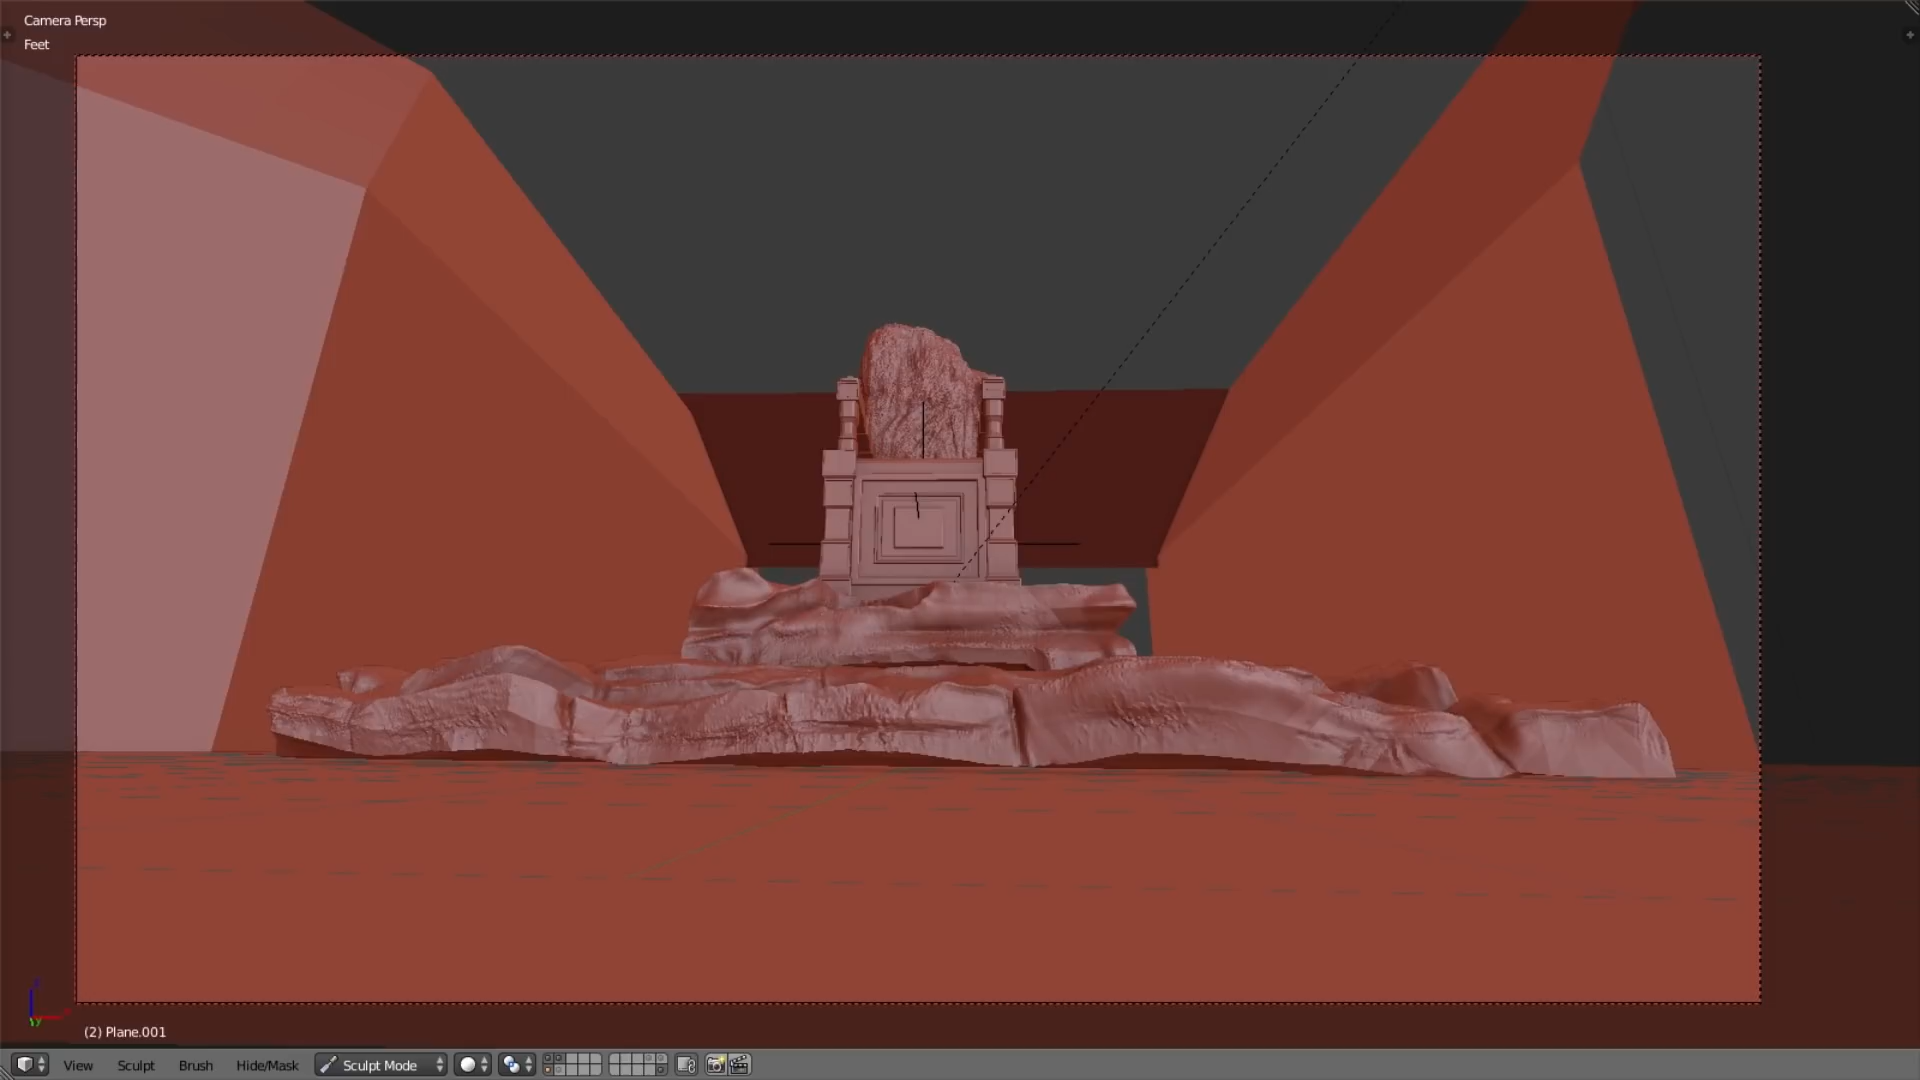 Camera Persp
Feet
(2) Plane.001
View Sculpt Brush Hide/Mask Sculpt Mode